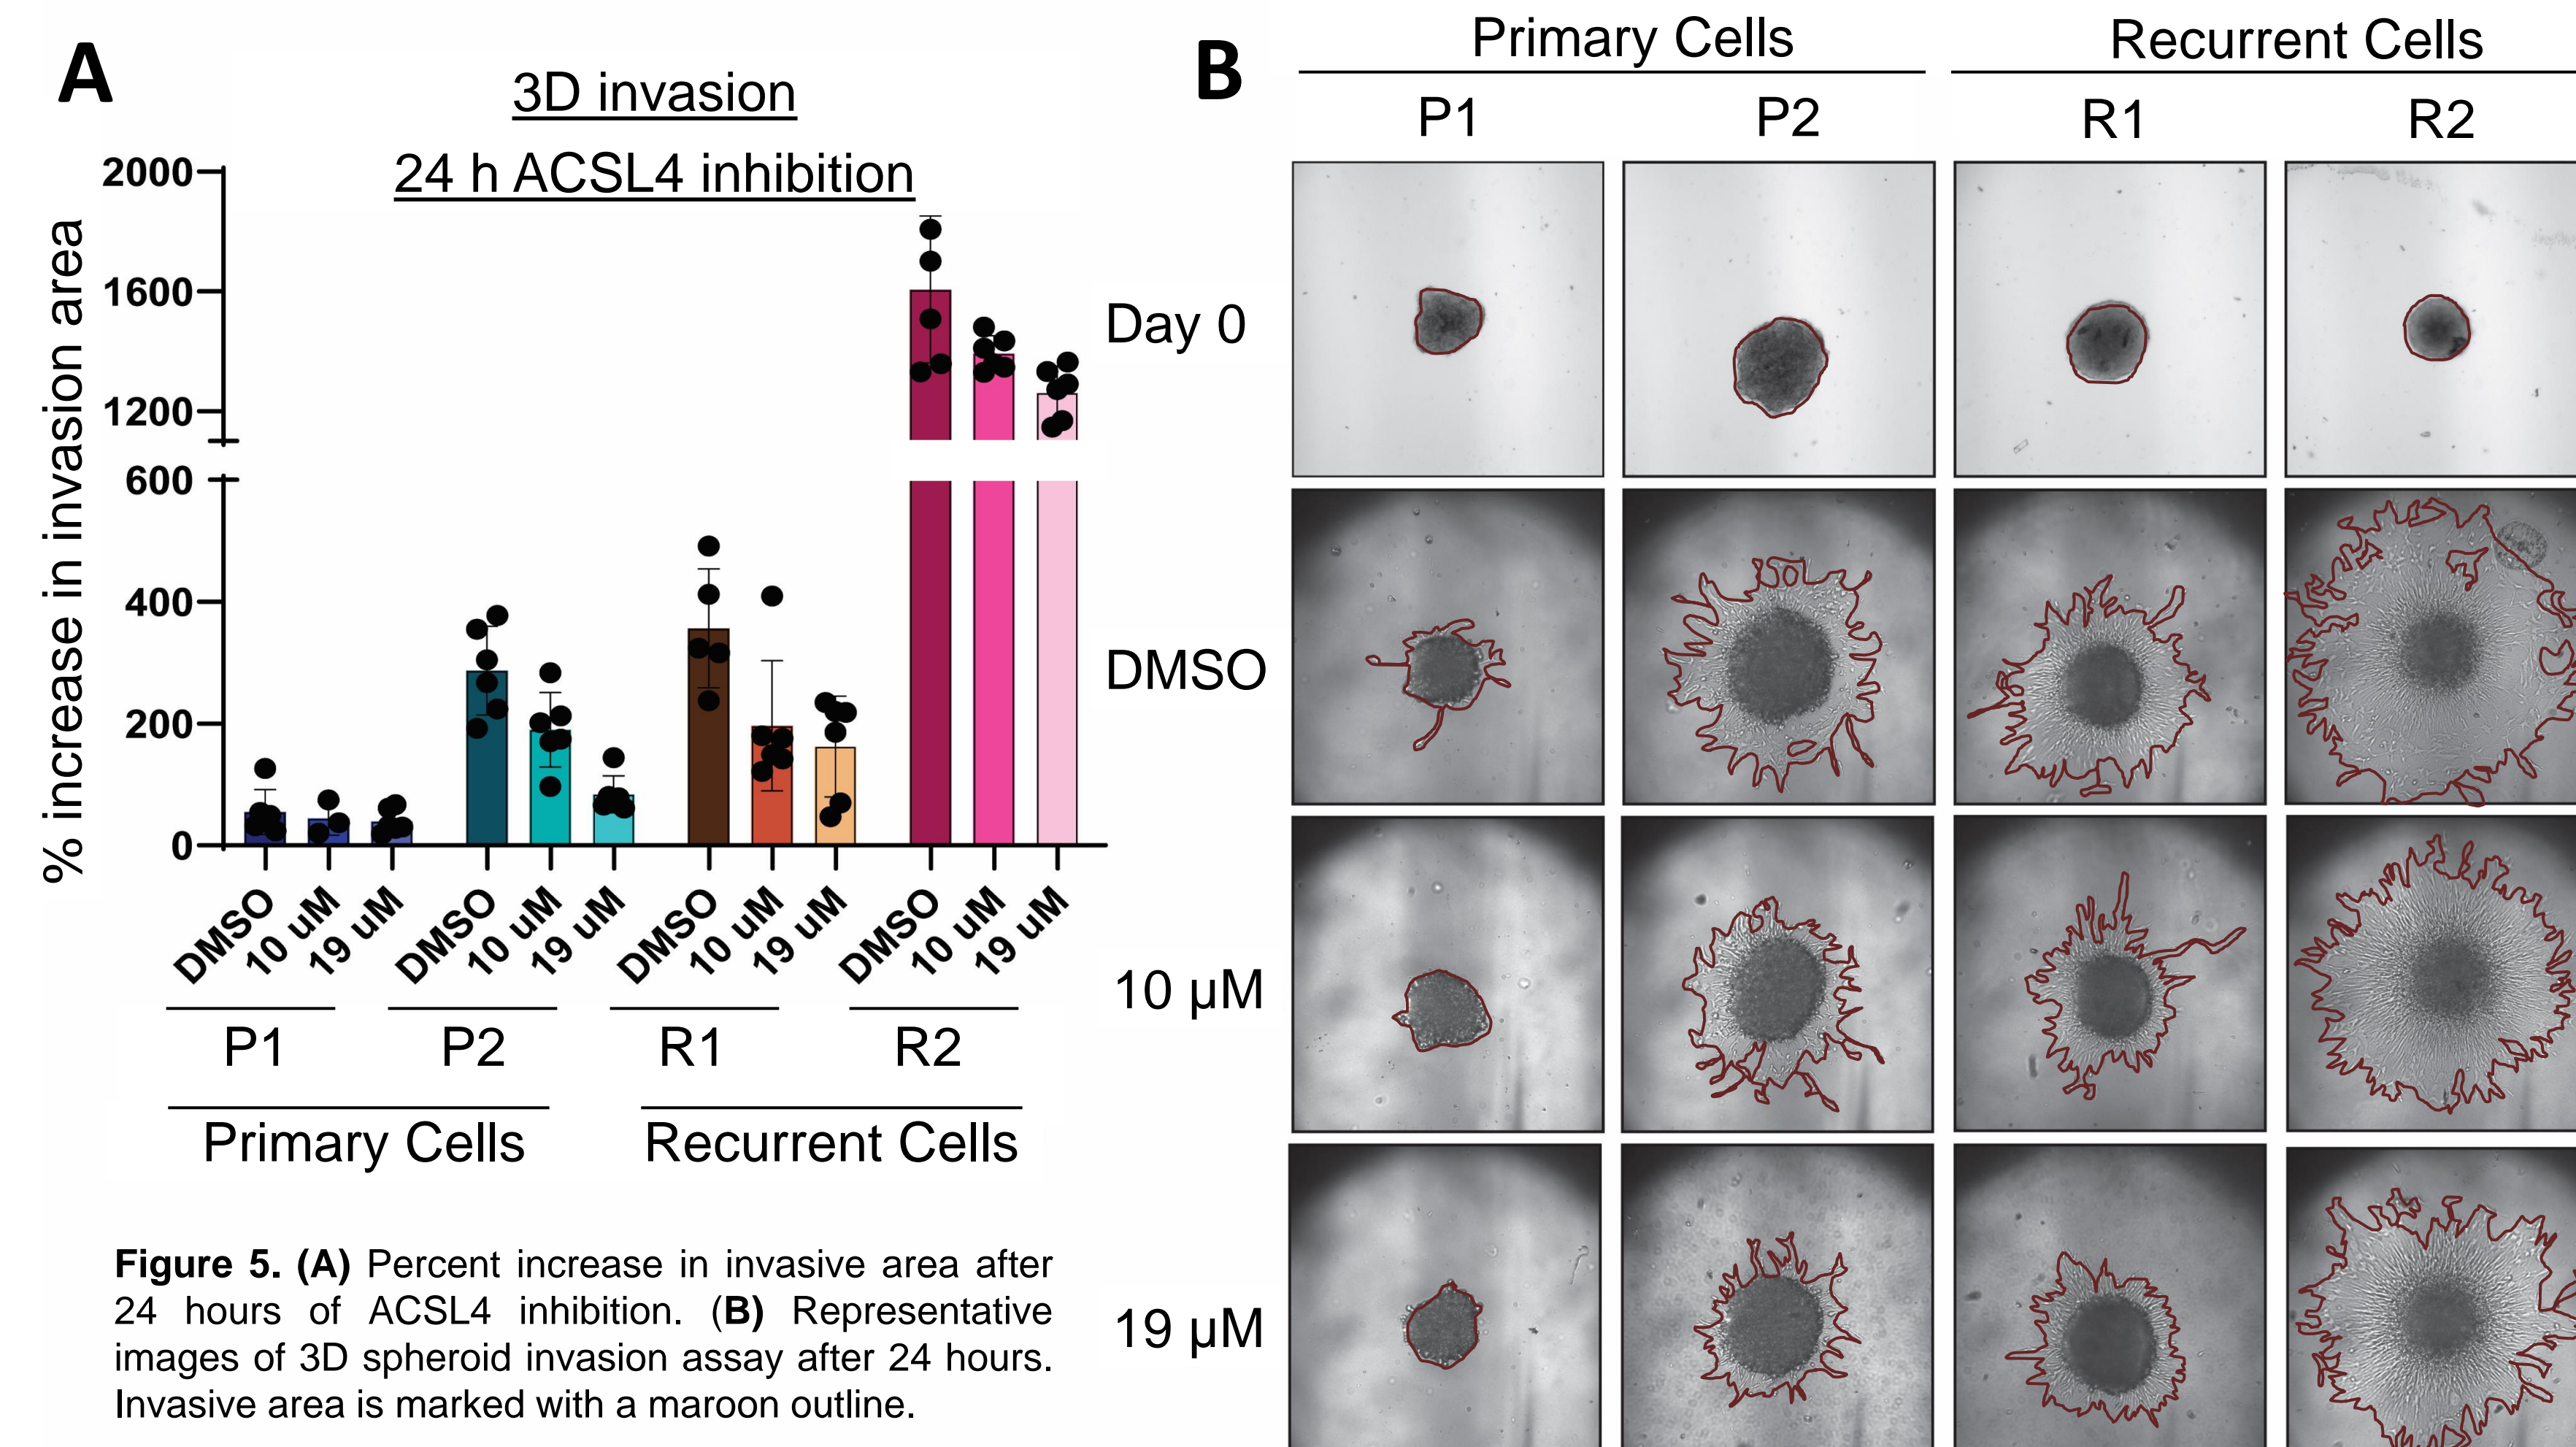 A
3D invasion
24 h ACSL4 inhibition
% increase in invasion area
2000
1600
1200
600
400
200
0
DMSO
10 uM
19 uM
DMSO
10 uM
19 uM
DMSO
10 uM
19 uM
DMSO
10 uM
19 uM
P1
P2
R1
R2
Primary Cells
Recurrent Cells
Figure 5. (A) Percent increase in invasive area after
24 hours of ACSL4 inhibition. (B) Representative
images of 3D spheroid invasion assay after 24 hours.
Invasive area is marked with a maroon outline.
B
Primary Cells
Recurrent Cells
P1
P2
R1
R2
Day 0
DMSO
10 µM
19 µM